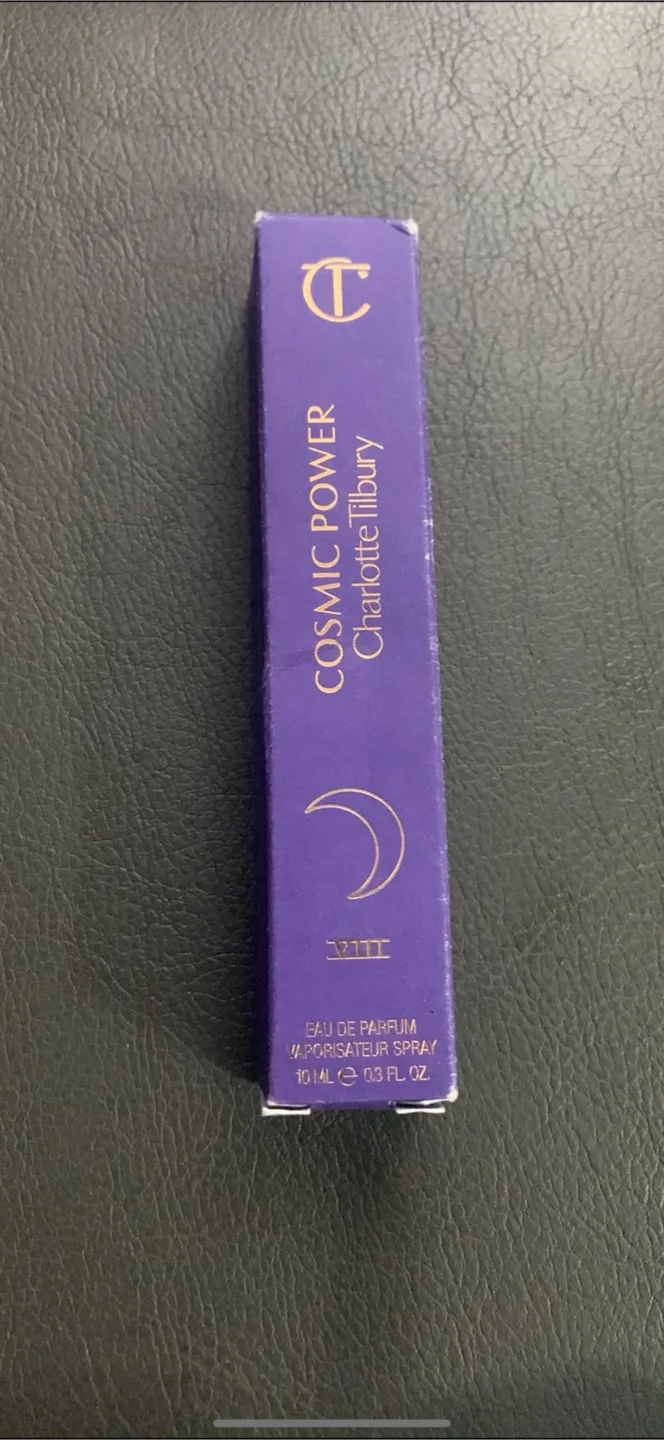 CT
COSMIC POWER
Charlotte Tilbury
VIII
EAU DE PARFUM
VAPORISATEUR SPRAY
10 ML ℮ 0.3 FL. OZ.